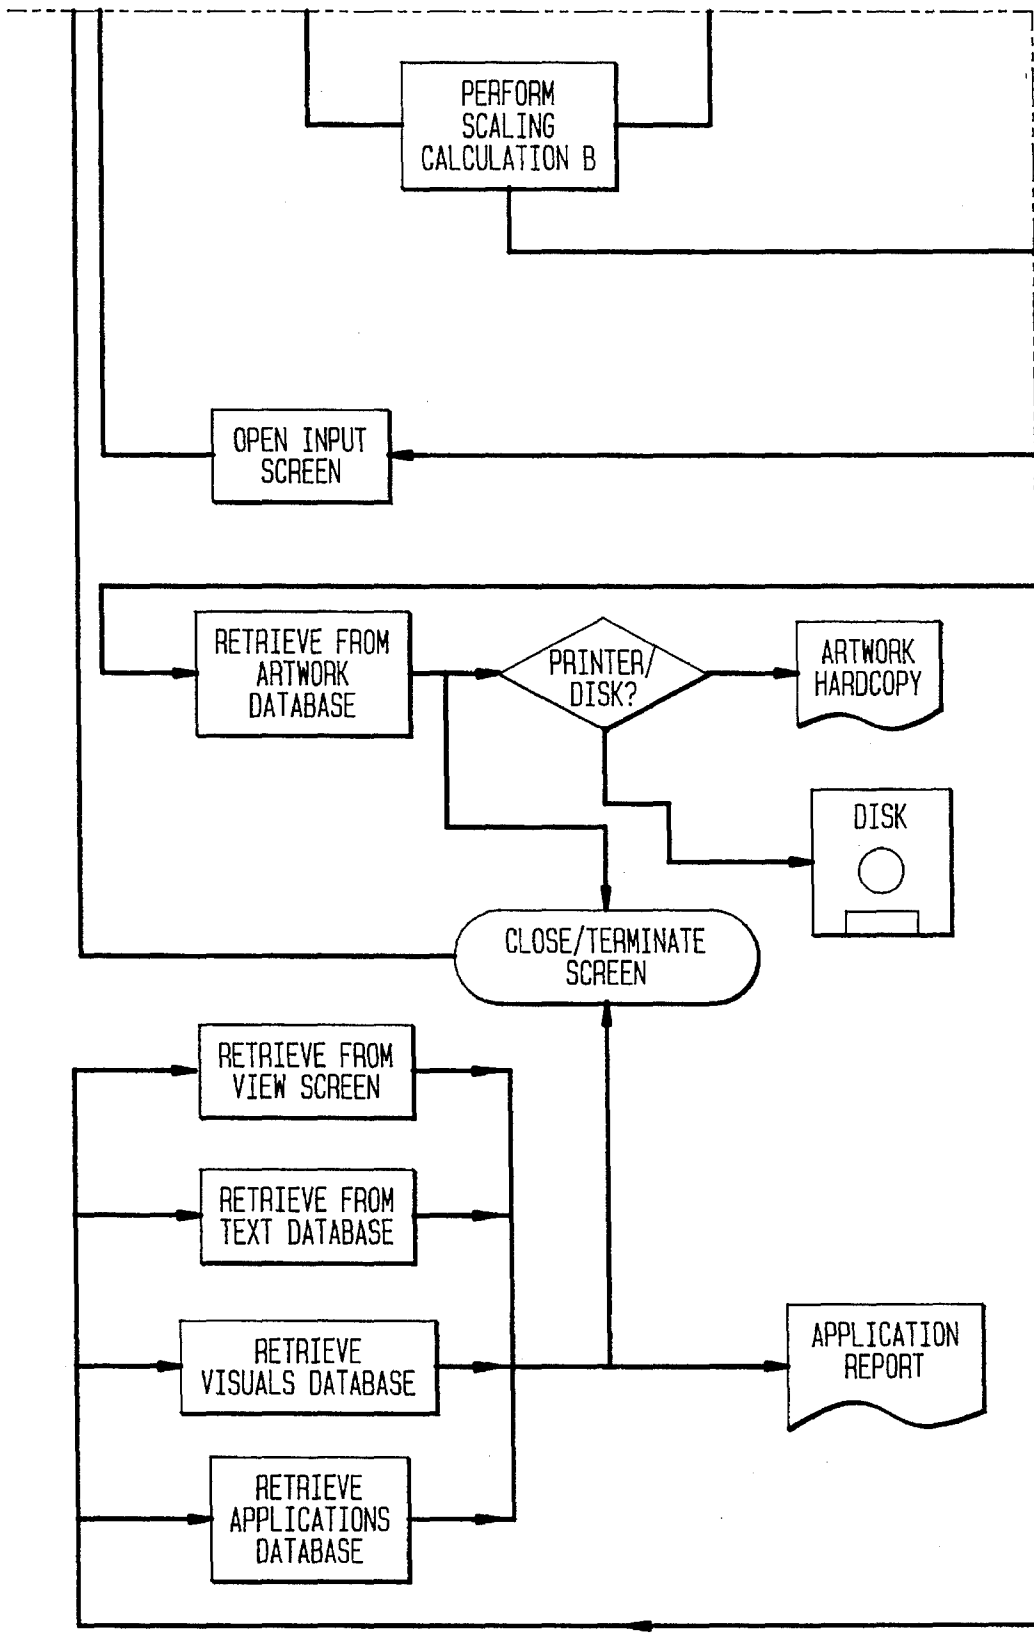 PERFORM
SCALING
CALCULATION B
OPEN INPUT
SCREEN
RETRIEVE FROM
ARTWORK
DATABASE
PRINTER/
DISK?
ARTWORK
HARDCOPY
DISK
CLOSE/TERMINATE
SCREEN
RETRIEVE FROM
VIEW SCREEN
RETRIEVE FROM
TEXT DATABASE
RETRIEVE
VISUALS DATABASE
APPLICATION
REPORT
RETRIEVE
APPLICATIONS
DATABASE